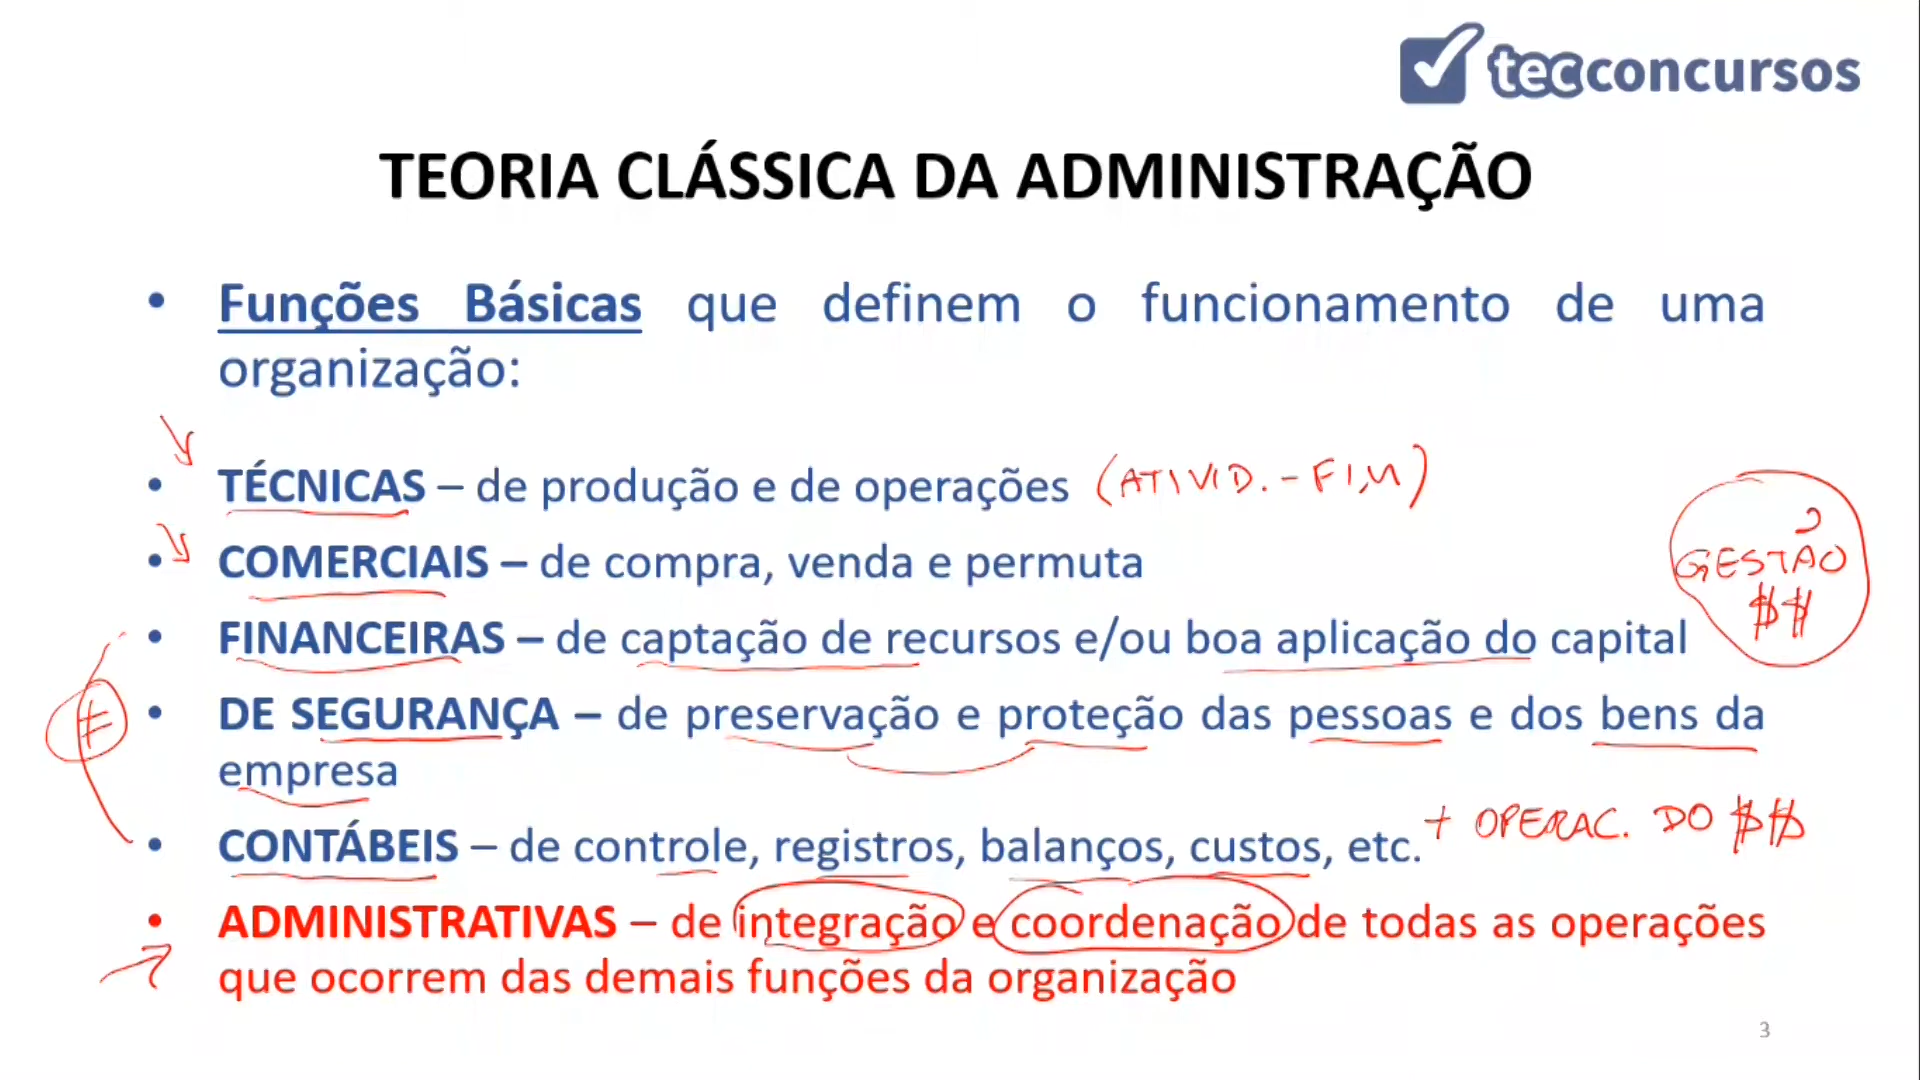 tecconcursos
TEORIA CLÁSSICA DA ADMINISTRAÇÃO
• Funções Básicas que definem o funcionamento de uma
organização:
• TÉCNICAS – de produção e de operações (ATIVID. - FIM)
• COMERCIAIS – de compra, venda e permuta
GESTÃO
$$
• FINANCEIRAS – de captação de recursos e/ou boa aplicação do capital
≠
• DE SEGURANÇA – de preservação e proteção das pessoas e dos bens da
empresa
• CONTÁBEIS – de controle, registros, balanços, custos, etc. + OPERAC. DO $$
• ADMINISTRATIVAS – de integração e coordenação de todas as operações
que ocorrem das demais funções da organização
3